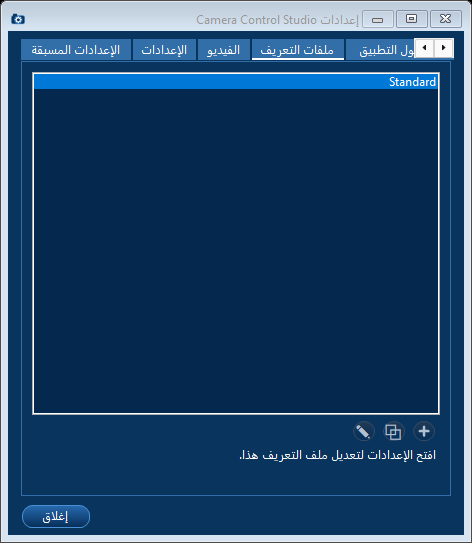 إعدادات Camera Control Studio
الإعدادات المسبقة
الإعدادات
الفيديو
ملفات التعريف
التطبيق
Standard
افتح الإعدادات لتعديل ملف التعريف هذا.
إغلاق